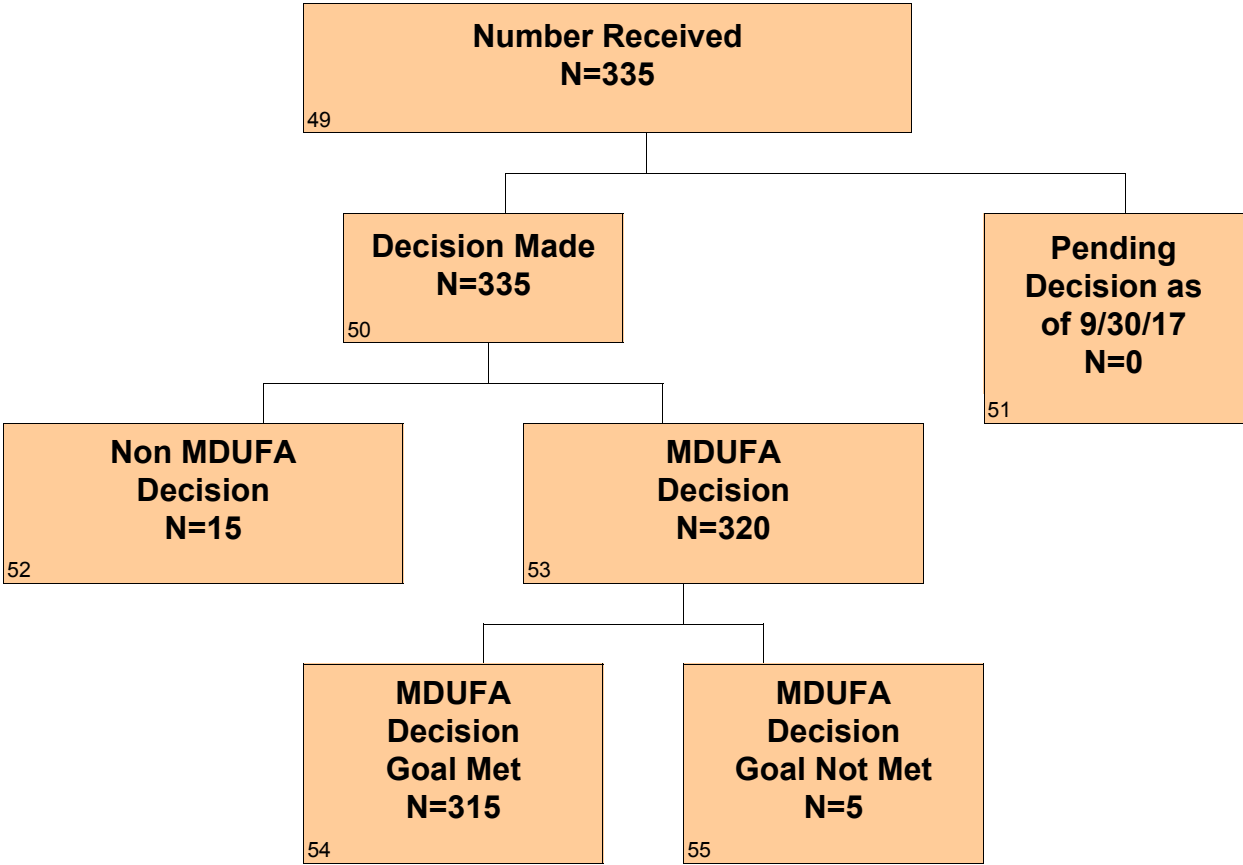 Number Received
N=335
49
Decision Made
N=335
50
Pending
Decision as
of 9/30/17
N=0
51
Non MDUFA
Decision
N=15
52
MDUFA
Decision
N=320
53
MDUFA
Decision
Goal Met
N=315
54
MDUFA
Decision
Goal Not Met
N=5
55